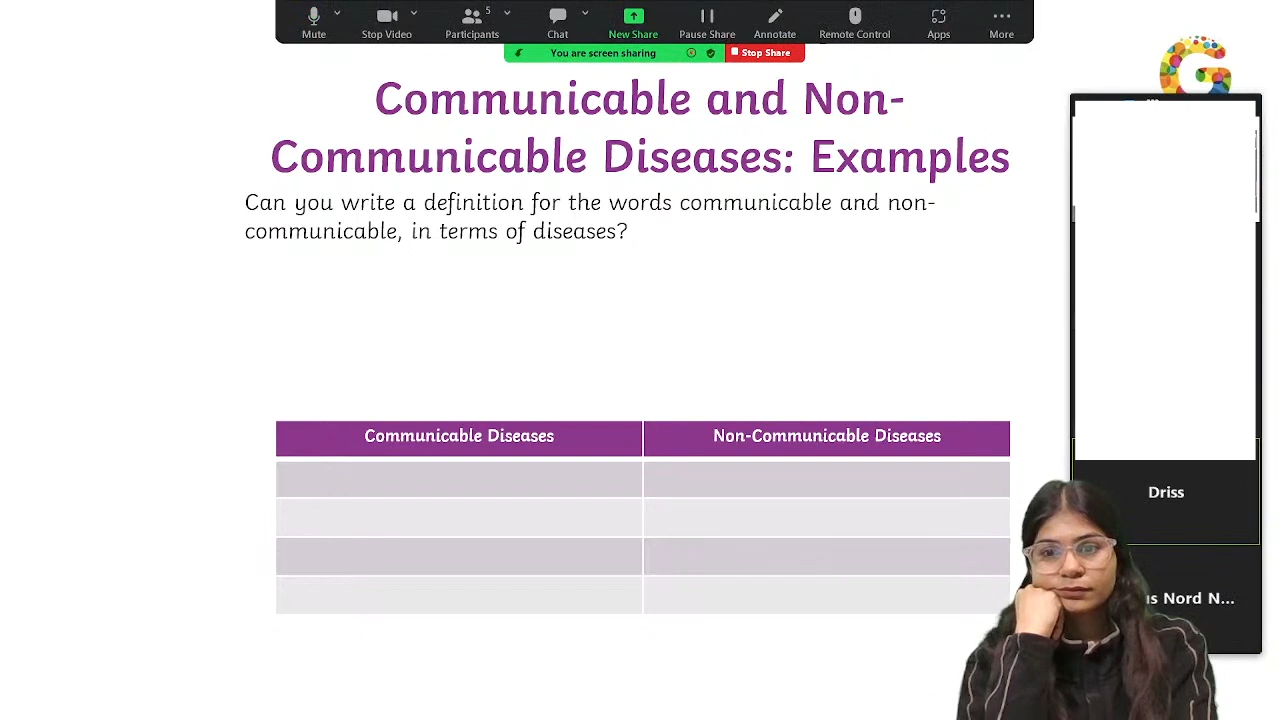 5
Mute
Stop Video
Participants
Chat
New Share
Pause Share
Annotate
Remote Control
Apps
More
You are screen sharing
Stop Share
G
Communicable and Non-
Communicable Diseases: Examples
Can you write a definition for the words communicable and non-
communicable, in terms of diseases?
Communicable Diseases
Non-Communicable Diseases
Driss
Nord N...